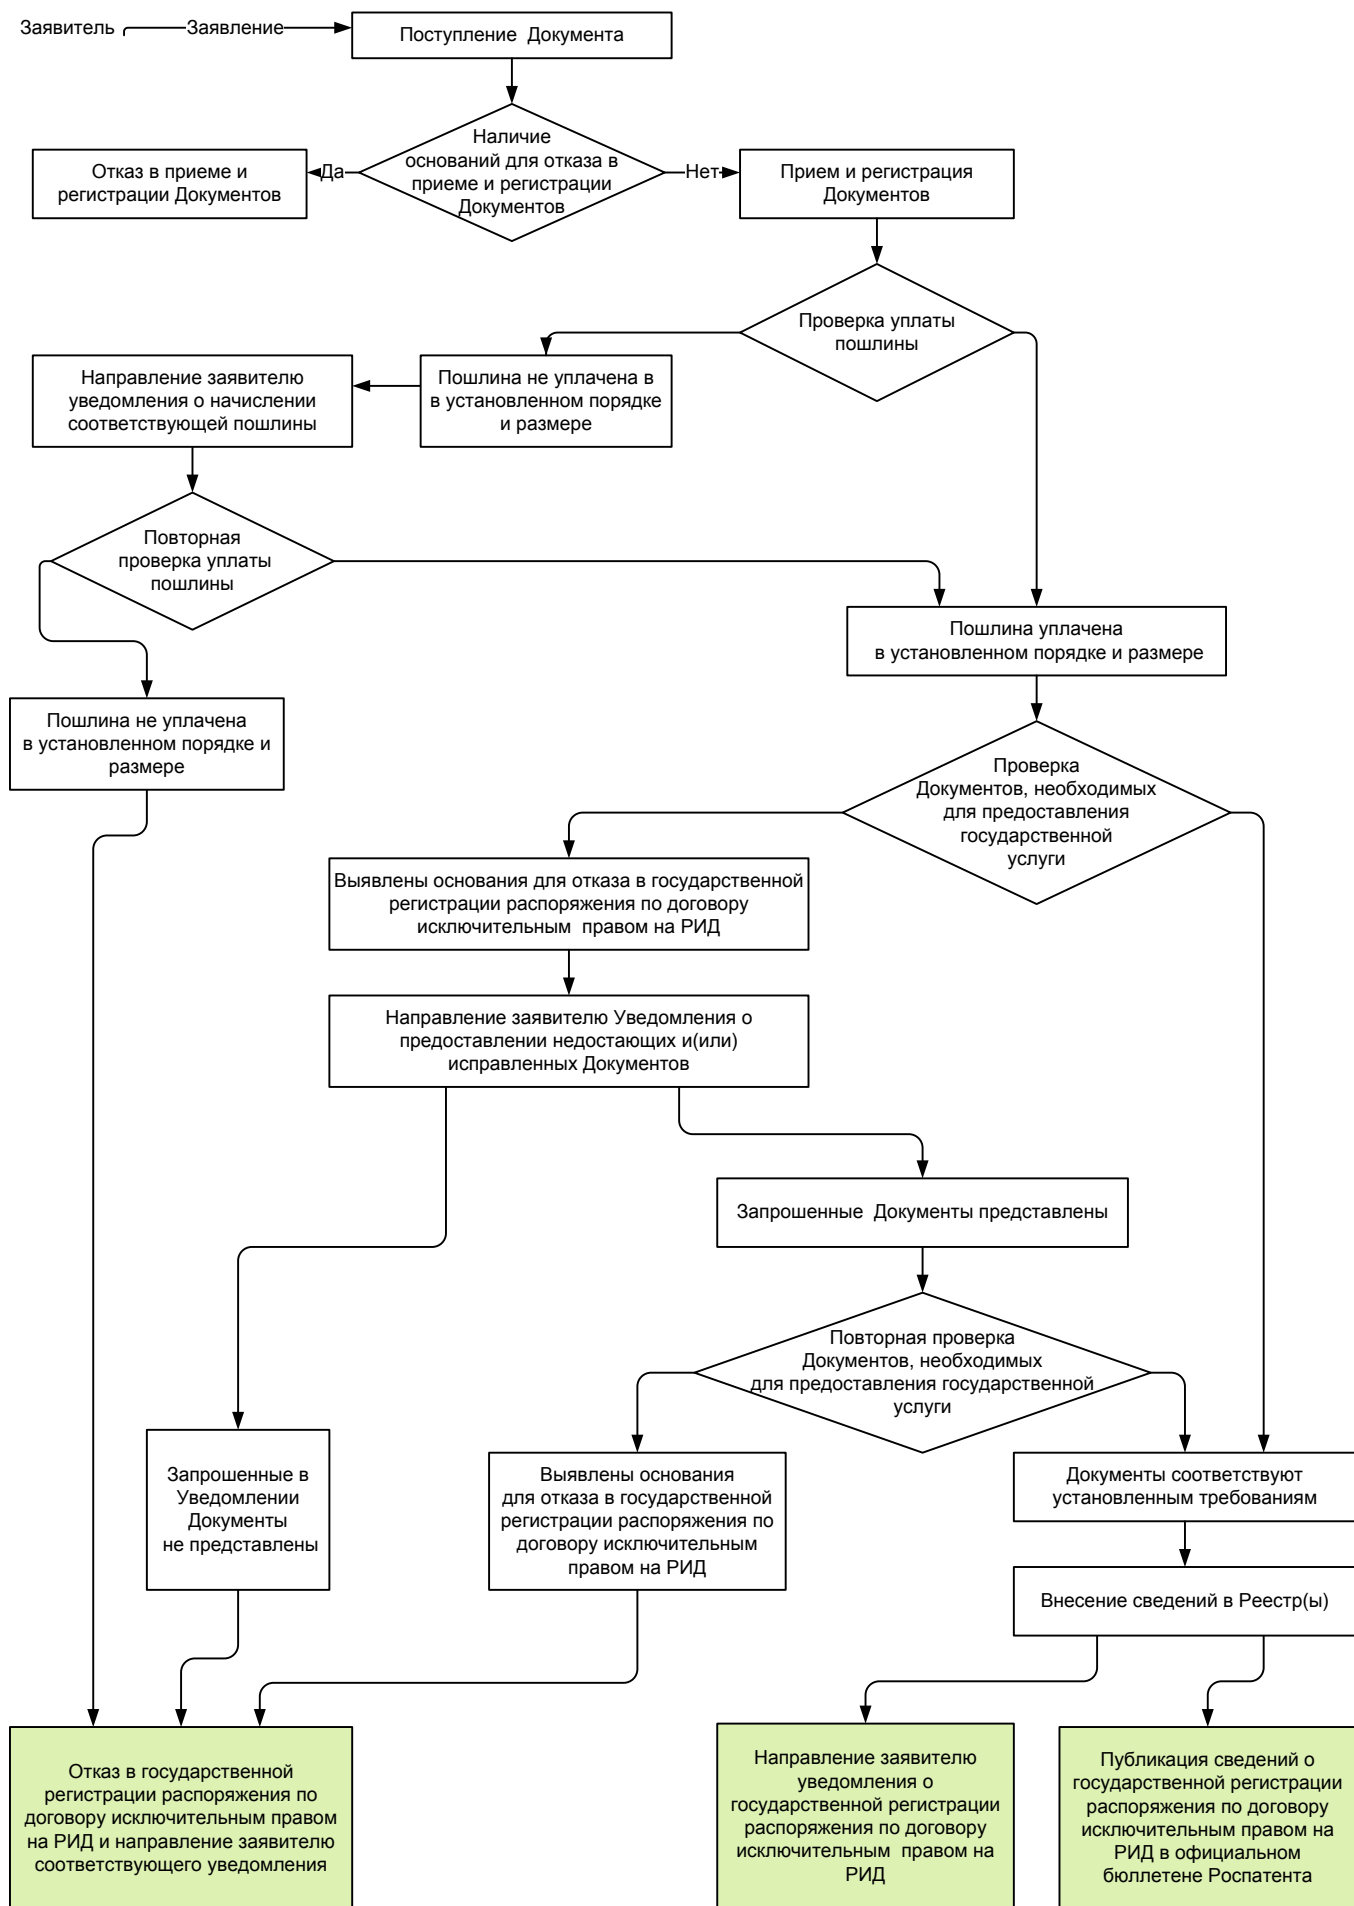 Заявитель
Заявление
Поступление Документа
Наличие
оснований для отказа в
приеме и регистрации
Документов
Да
Нет
Отказ в приеме и
регистрации Документов
Прием и регистрация
Документов
Проверка уплаты
пошлины
Направление заявителю
уведомления о начислении
соответствующей пошлины
Пошлина не уплачена в
в установленном порядке
и размере
Повторная
проверка уплаты
пошлины
Пошлина уплачена
в установленном порядке и размере
Пошлина не уплачена
в установленном порядке и
размере
Проверка
Документов, необходимых
для предоставления
государственной
услуги
Выявлены основания для отказа в государственной
регистрации распоряжения по договору
исключительным правом на РИД
Направление заявителю Уведомления о
предоставлении недостающих и(или)
исправленных Документов
Запрошенные Документы представлены
Повторная проверка
Документов, необходимых
для предоставления государственной
услуги
Запрошенные в
Уведомлении
Документы
не представлены
Выявлены основания
для отказа в государственной
регистрации распоряжения по
договору исключительным
правом на РИД
Документы соответствуют
установленным требованиям
Внесение сведений в Реестр(ы)
Отказ в государственной
регистрации распоряжения по
договору исключительным правом
на РИД и направление заявителю
соответствующего уведомления
Направление заявителю
уведомления о
государственной регистрации
распоряжения по договору
исключительным правом на
РИД
Публикация сведений о
государственной регистрации
распоряжения по договору
исключительным правом на
РИД в официальном
бюллетене Роспатента